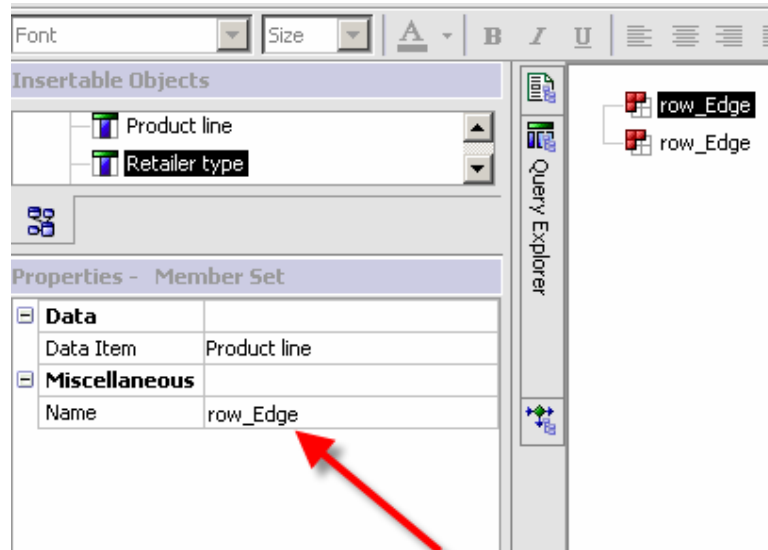 Font Size A B I U
Insertable Objects
Product line
Retailer type
Properties - Member Set
Data
Data Item Product line
Miscellaneous
Name row_Edge
Query Explorer
row_Edge
row_Edge